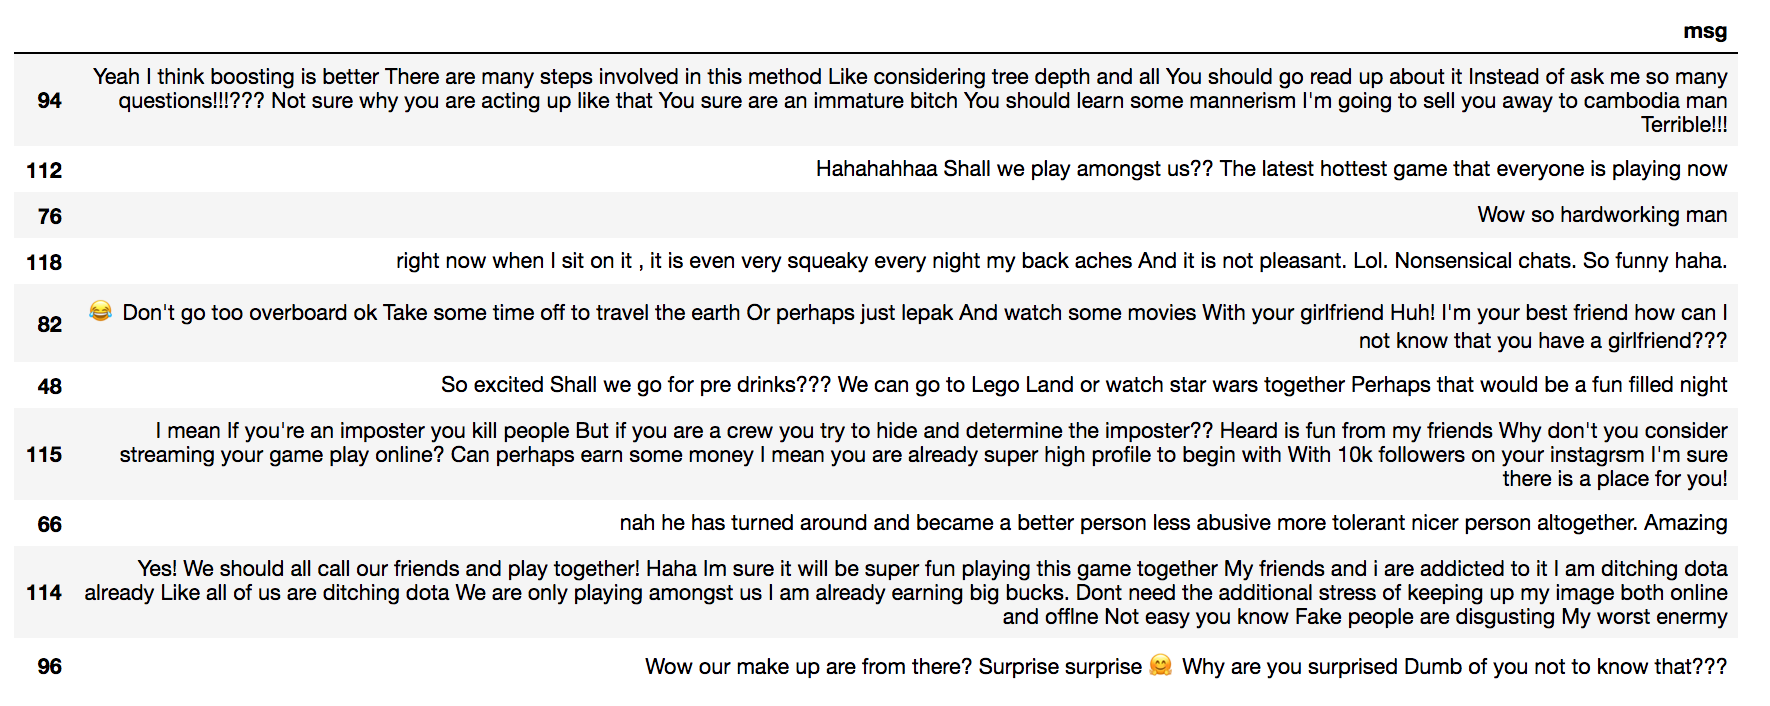 msg
Yeah I think boosting is better There are many steps involved in this method Like considering tree depth and all You should go read up about it Instead of ask me so many
94 questions!!!??? Not sure why you are acting up like that You sure are an immature bitch You should learn some mannerism I'm going to sell you away to cambodia man
Terrible!!!
112 Hahahahhaa Shall we play amongst us?? The latest hottest game that everyone is playing now
76 Wow so hardworking man
118 right now when I sit on it , it is even very squeaky every night my back aches And it is not pleasant. Lol. Nonsensical chats. So funny haha.
😂 Don't go too overboard ok Take some time off to travel the earth Or perhaps just lepak And watch some movies With your girlfriend Huh! I'm your best friend how can I
82 not know that you have a girlfriend???
48 So excited Shall we go for pre drinks??? We can go to Lego Land or watch star wars together Perhaps that would be a fun filled night
I mean If you're an imposter you kill people But if you are a crew you try to hide and determine the imposter?? Heard is fun from my friends Why don't you consider
115 streaming your game play online? Can perhaps earn some money I mean you are already super high profile to begin with With 10k followers on your instagrsm I'm sure
there is a place for you!
66 nah he has turned around and became a better person less abusive more tolerant nicer person altogether. Amazing
Yes! We should all call our friends and play together! Haha Im sure it will be super fun playing this game together My friends and i are addicted to it I am ditching dota
114 already Like all of us are ditching dota We are only playing amongst us I am already earning big bucks. Dont need the additional stress of keeping up my image both online
and offlne Not easy you know Fake people are disgusting My worst enermy
96 Wow our make up are from there? Surprise surprise 🤗 Why are you surprised Dumb of you not to know that???